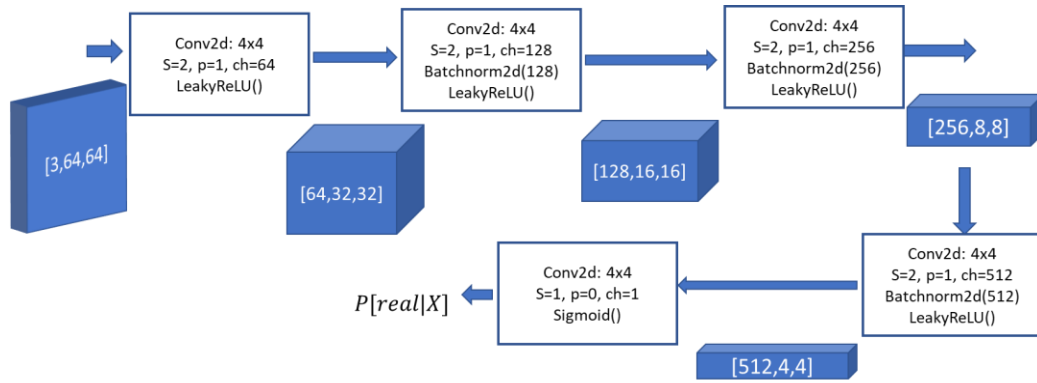 Conv2d: 4x4
S=2, p=1, ch=64
LeakyReLU()
Conv2d: 4x4
S=2, p=1, ch=128
Batchnorm2d(128)
LeakyReLU()
Conv2d: 4x4
S=2, p=1, ch=256
Batchnorm2d(256)
LeakyReLU()
[3,64,64]
[64,32,32]
[128,16,16]
[256,8,8]
Conv2d: 4x4
S=2, p=1, ch=512
Batchnorm2d(512)
LeakyReLU()
Conv2d: 4x4
S=1, p=0, ch=1
Sigmoid()
P[real|X]
[512,4,4]